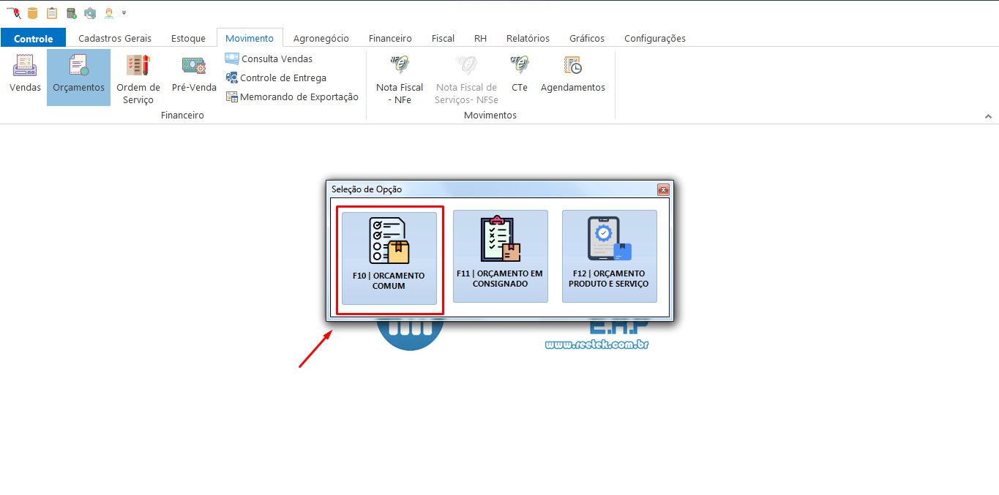 Controle
Cadastros Gerais
Estoque
Movimento
Agronegócio
Financeiro
Fiscal
RH
Relatórios
Gráficos
Configurações
Vendas
Orçamentos
Ordem de
Serviço
Pré-Venda
Consulta Vendas
Controle de Entrega
Memorando de Exportação
Financeiro
Nota Fiscal
- NFe
Nota Fiscal de
Serviços- NFSe
CTe
Agendamentos
Movimentos
Seleção de Opção
F10 | ORCAMENTO
COMUM
F11 | ORÇAMENTO EM
CONSIGNADO
F12 | ORÇAMENTO
PRODUTO E SERVIÇO
www.reetek.com.br